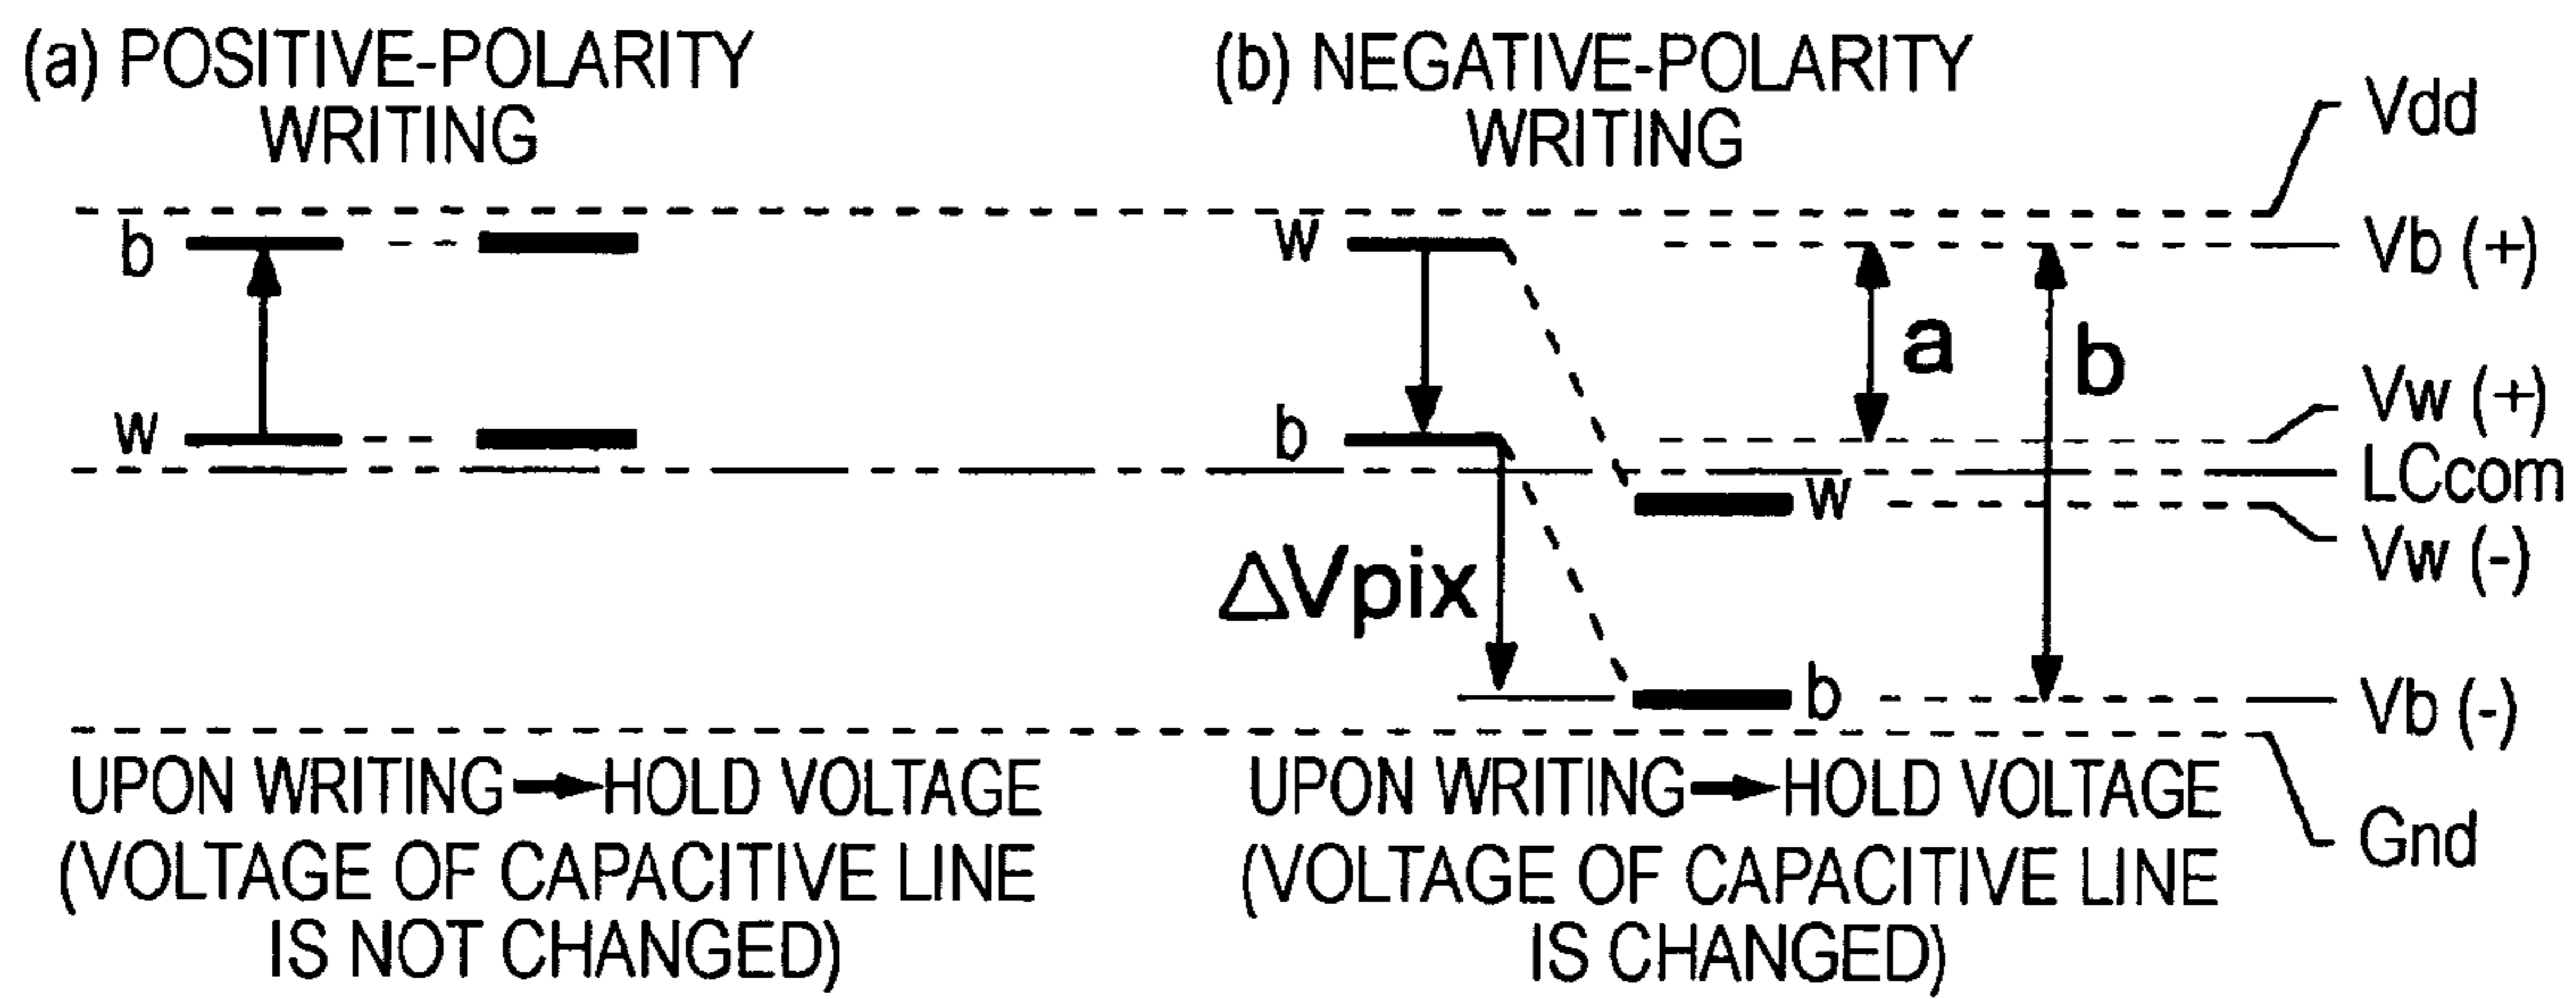 (a) POSITIVE-POLARITY
WRITING
(b) NEGATIVE-POLARITY
WRITING
Vdd
b
w
Vb (+)
a
b
w
b
Vw (+)
LCcom
w
Vw (-)
ΔVpix
b
Vb (-)
UPON WRITING→HOLD VOLTAGE
(VOLTAGE OF CAPACITIVE LINE
IS NOT CHANGED)
UPON WRITING→HOLD VOLTAGE
(VOLTAGE OF CAPACITIVE LINE
IS CHANGED)
Gnd